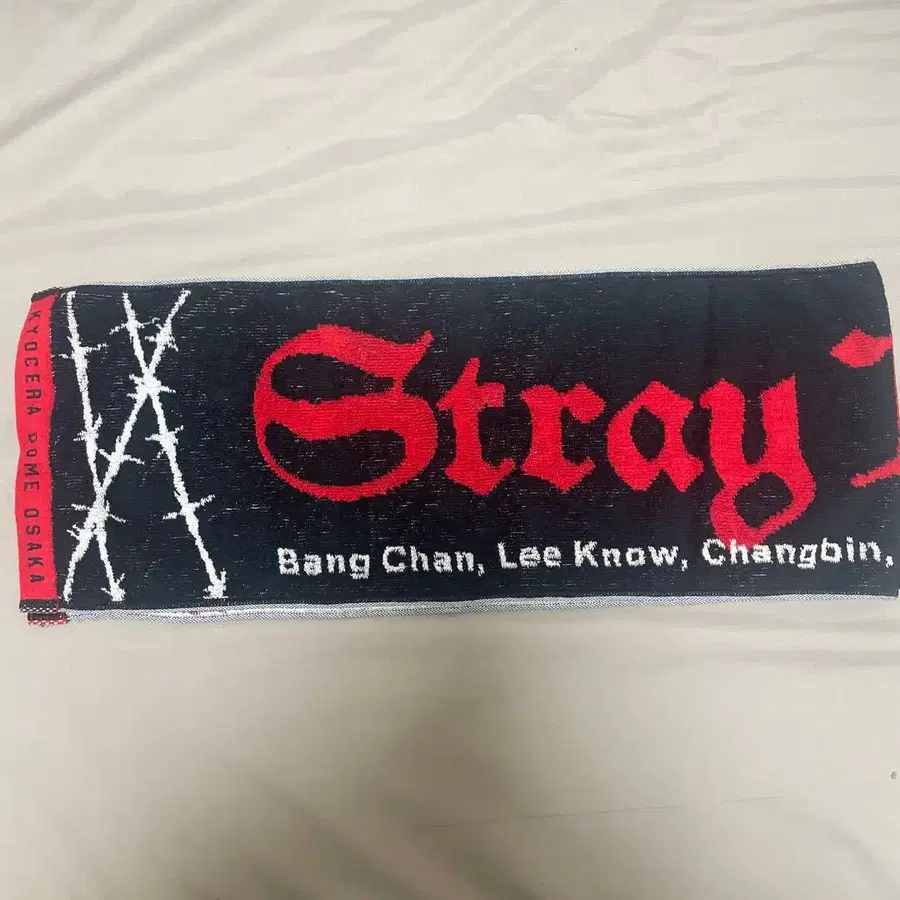 KYOCERA DOME OSAKA
Stray
Bang Chan, Lee Know, Changbin,